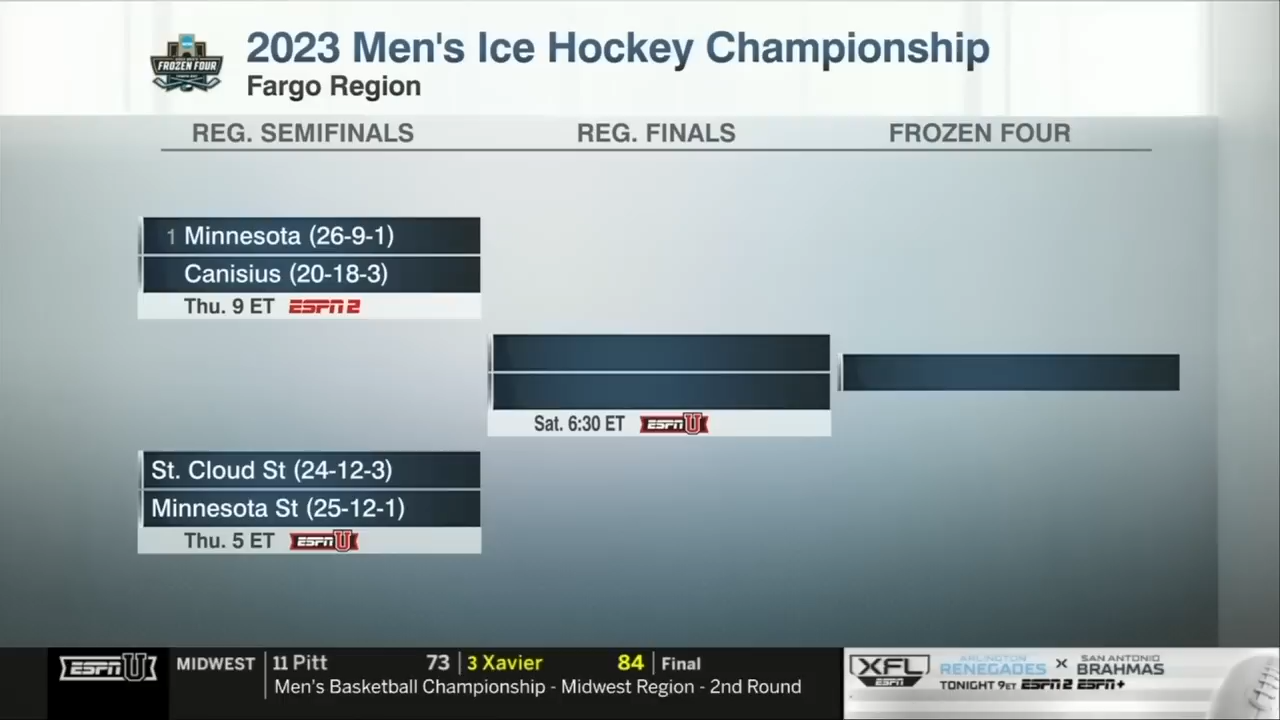 2023 Men's Ice Hockey Championship
Fargo Region
FROZEN FOUR
REG. SEMIFINALS REG. FINALS FROZEN FOUR
1 Minnesota (26-9-1)
Canisius (20-18-3)
Thu. 9 ET ESPN2
Sat. 6:30 ET ESPNU
St. Cloud St (24-12-3)
Minnesota St (25-12-1)
Thu. 5 ET ESPNU
ESPNU MIDWEST 11 Pitt 73 3 Xavier 84 Final
Men's Basketball Championship - Midwest Region - 2nd Round
XFL ESPN
ARLINGTON RENEGADES X SAN ANTONIO BRAHMAS
TONIGHT 9ET ESPN2 ESPN+